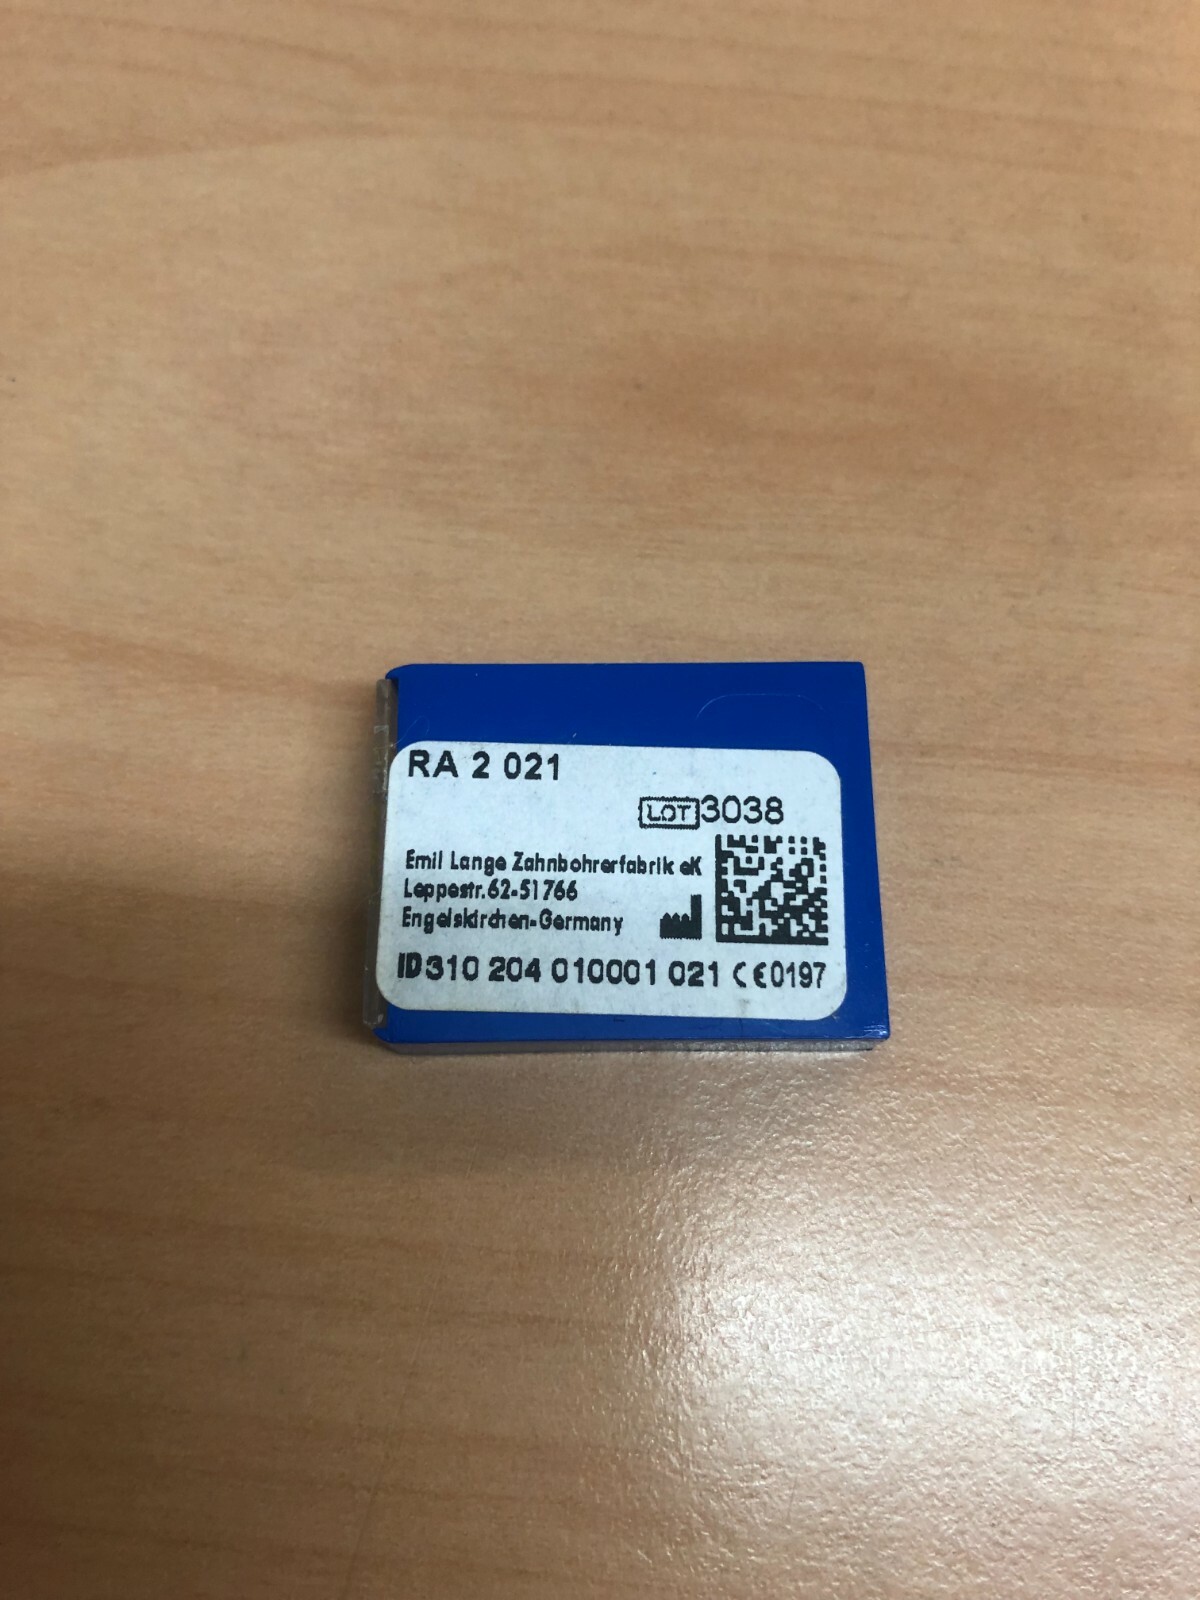 RA 2 021
LOT 3038
Emil Lange Zahnbohrerfabrik eK
Leppestr.62-51766
Engelskirchen-Germany
ID 310 204 010001 021 CE0197